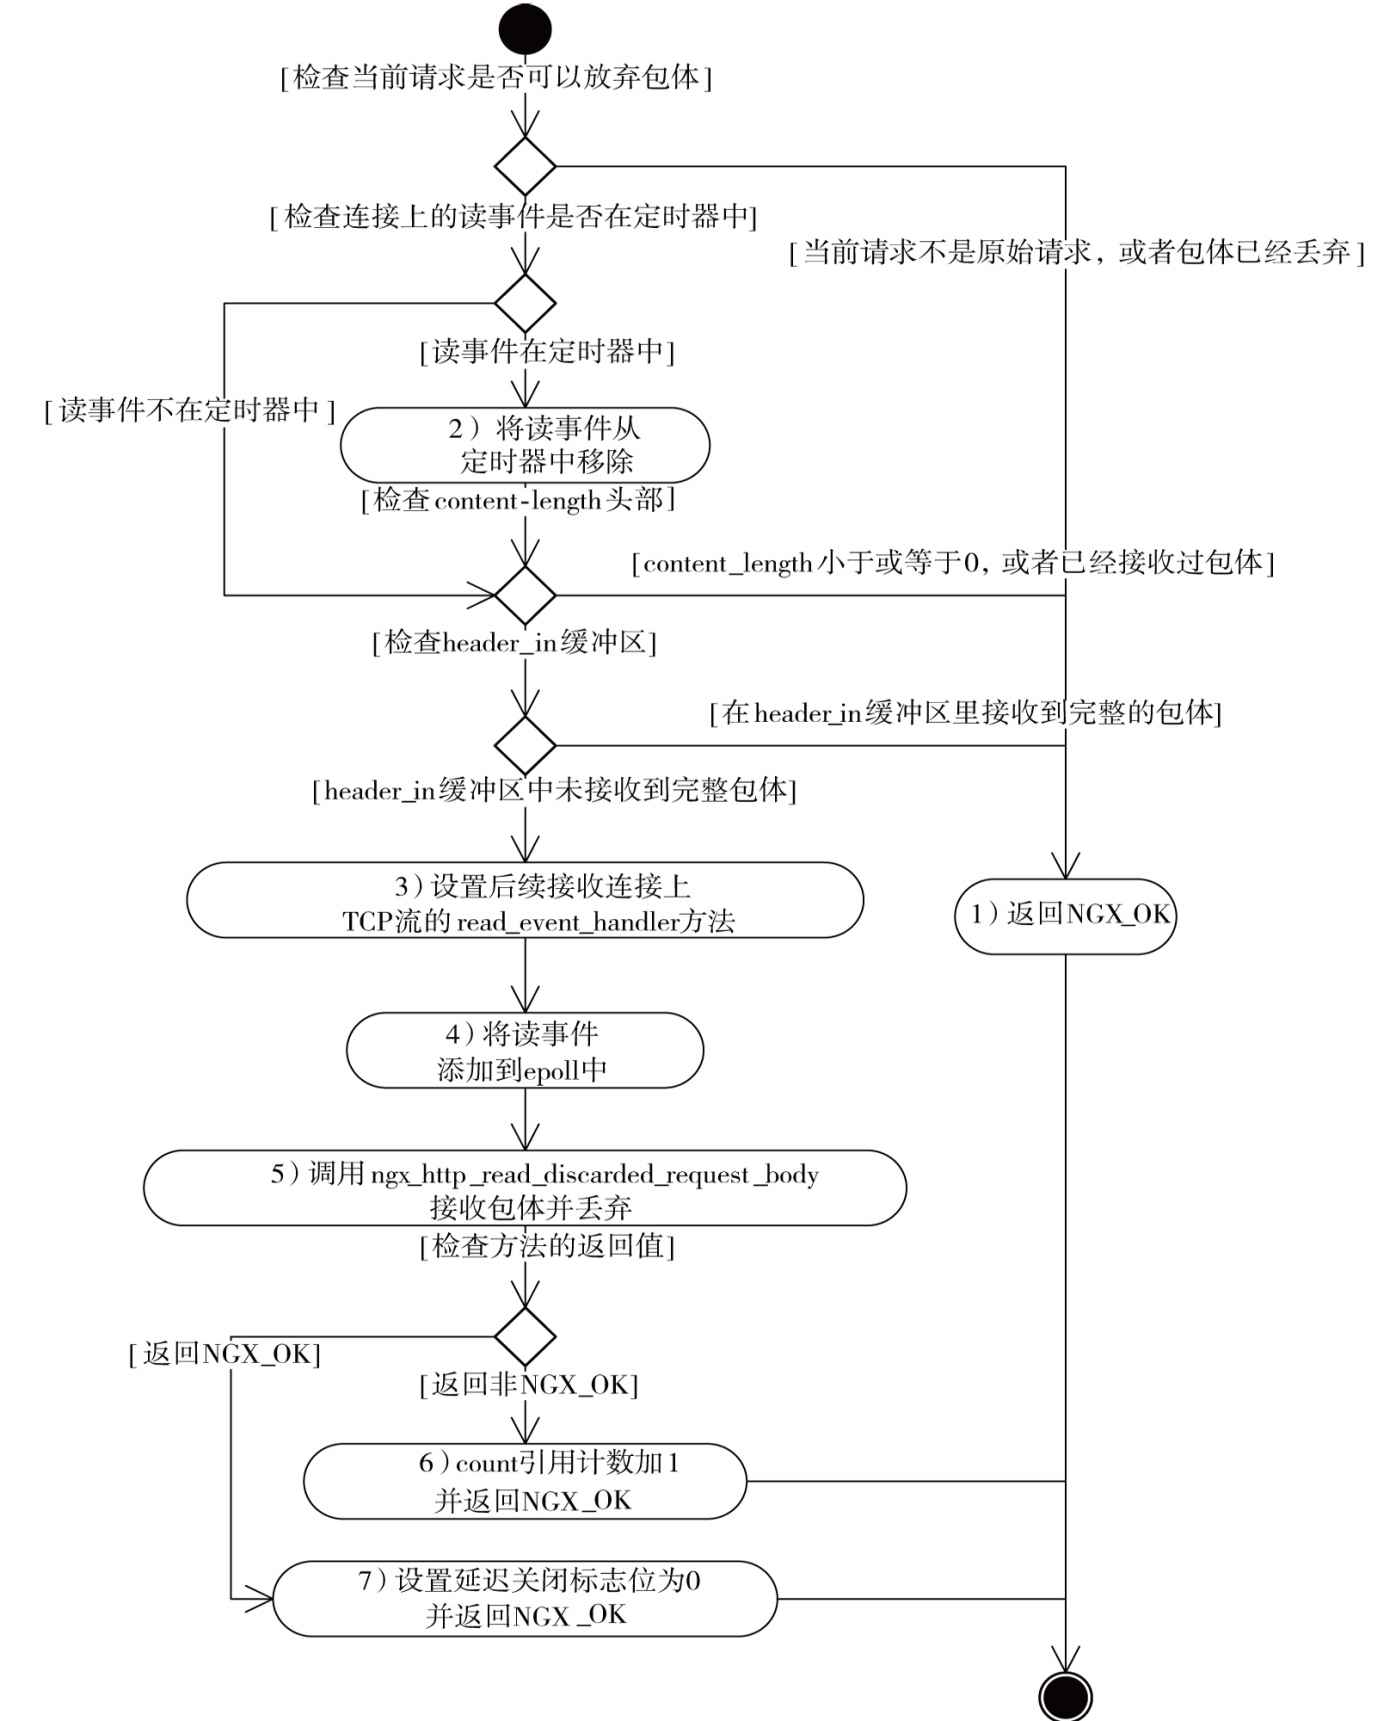 [检查当前请求是否可以放弃包体]
[检查连接上的读事件是否在定时器中]
[当前请求不是原始请求，或者包体已经丢弃]
[读事件在定时器中]
[读事件不在定时器中]
2）将读事件从
定时器中移除
[检查content-length头部]
[content_length小于或等于0，或者已经接收过包体]
[检查header_in缓冲区]
[在header_in缓冲区里接收到完整的包体]
[header_in缓冲区中未接收到完整包体]
3）设置后续接收连接上
TCP流的read_event_handler方法
1）返回NGX_OK
4）将读事件
添加到epoll中
5）调用ngx_http_read_discarded_request_body
接收包体并丢弃
[检查方法的返回值]
[返回NGX_OK]
[返回非NGX_OK]
6）count引用计数加1
并返回NGX_OK
7）设置延迟关闭标志位为0
并返回NGX_OK